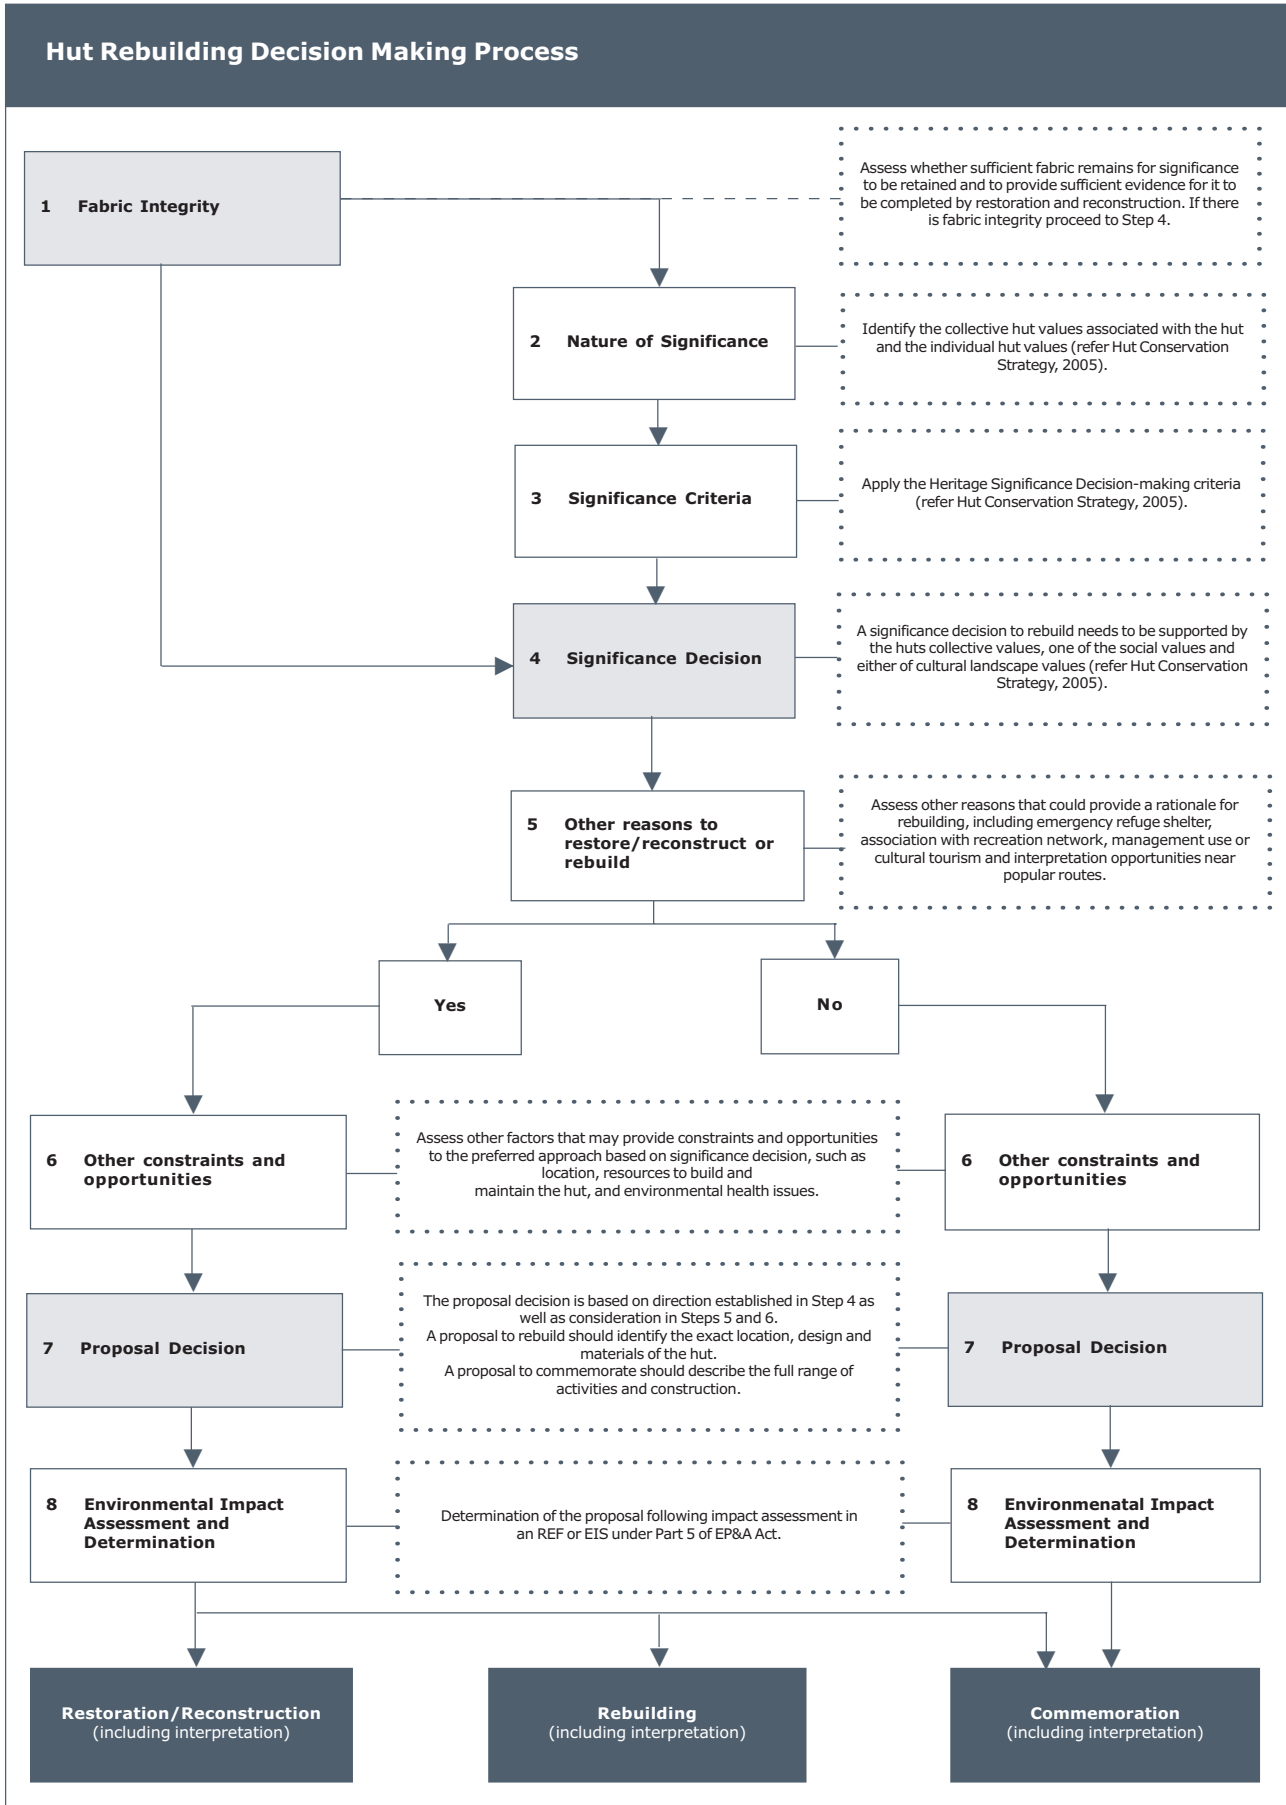 Hut Rebuilding Decision Making Process
1 Fabric Integrity
Assess whether sufficient fabric remains for significance
to be retained and to provide sufficient evidence for it to
be completed by restoration and reconstruction. If there
is fabric integrity proceed to Step 4.
2 Nature of Significance
Identify the collective hut values associated with the hut
and the individual hut values (refer Hut Conservation
Strategy, 2005).
3 Significance Criteria
Apply the Heritage Significance Decision-making criteria
(refer Hut Conservation Strategy, 2005).
4 Significance Decision
A significance decision to rebuild needs to be supported by
the huts collective values, one of the social values and
either of cultural landscape values (refer Hut Conservation
Strategy, 2005).
5 Other reasons to
restore/reconstruct or
rebuild
Assess other reasons that could provide a rationale for
rebuilding, including emergency refuge shelter,
association with recreation network, management use or
cultural tourism and interpretation opportunities near
popular routes.
Yes
No
6 Other constraints and
opportunities
Assess other factors that may provide constraints and opportunities
to the preferred approach based on significance decision, such as
location, resources to build and
maintain the hut, and environmental health issues.
6 Other constraints and
opportunities
7 Proposal Decision
The proposal decision is based on direction established in Step 4 as
well as consideration in Steps 5 and 6.
A proposal to rebuild should identify the exact location, design and
materials of the hut.
A proposal to commemorate should describe the full range of
activities and construction.
7 Proposal Decision
8 Environmental Impact
Assessment and
Determination
Determination of the proposal following impact assessment in
an REF or EIS under Part 5 of EP&A Act.
8 Environmenatal Impact
Assessment and
Determination
Restoration/Reconstruction
(including interpretation)
Rebuilding
(including interpretation)
Commemoration
(including interpretation)